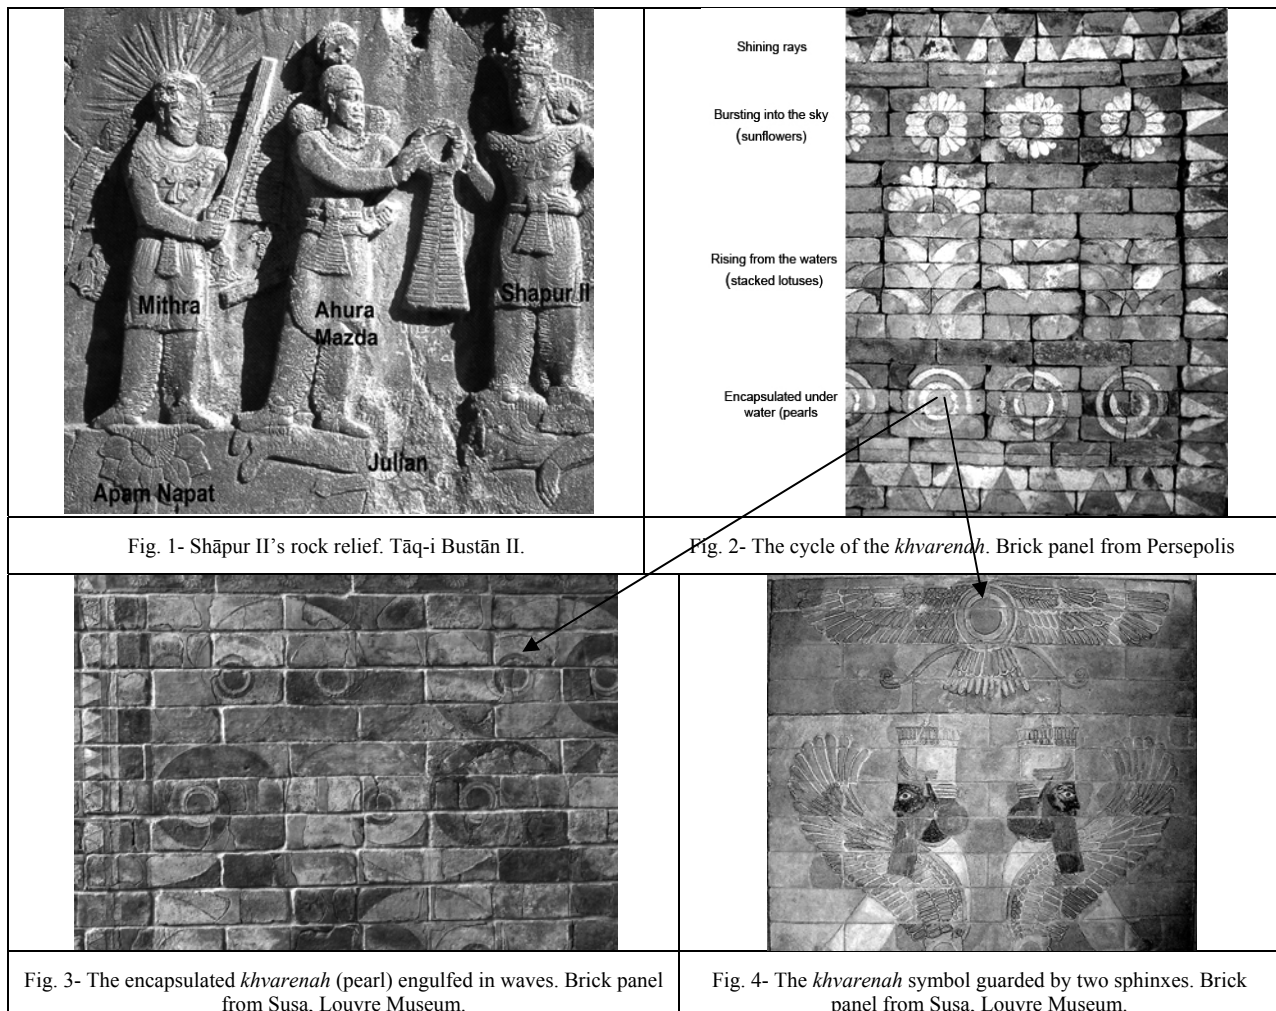 Mithra
Ahura
Mazda
Shapur II
Julian
Apam Napat
Shining rays
Bursting into the sky
(sunflowers)
Rising from the waters
(stacked lotuses)
Encapsulated under
water (pearls
Fig. 1- Shāpur II’s rock relief. Tāq-i Bustān II.
Fig. 2- The cycle of the khvarenah. Brick panel from Persepolis
Fig. 3- The encapsulated khvarenah (pearl) engulfed in waves. Brick panel
from Susa, Louvre Museum.
Fig. 4- The khvarenah symbol guarded by two sphinxes. Brick
panel from Susa, Louvre Museum.